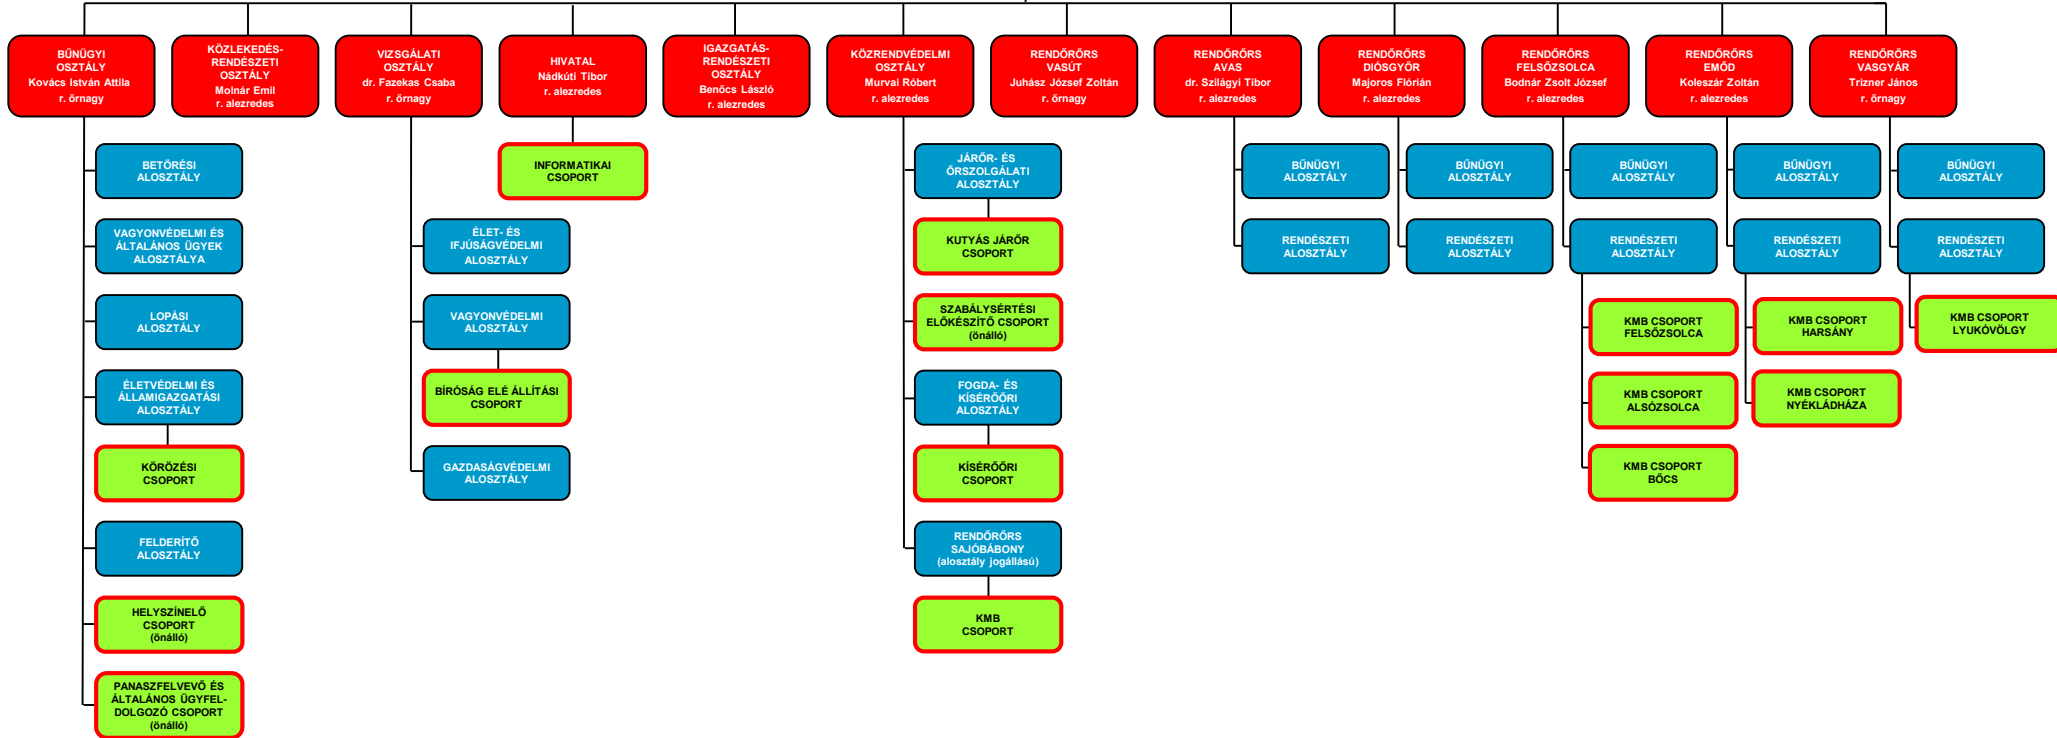 BŰNÜGYI
OSZTÁLY
Kovács István Attila
r. őrnagy
KÖZLEKEDÉS-
RENDÉSZETI
OSZTÁLY
Molnár Emil
r. alezredes
VIZSGÁLATI
OSZTÁLY
dr. Fazekas Csaba
r. őrnagy
HIVATAL
Nádkúti Tibor
r. alezredes
IGAZGATÁS-
RENDÉSZETI
OSZTÁLY
Benőcs László
r. alezredes
KÖZRENDVÉDELMI
OSZTÁLY
Murvai Róbert
r. alezredes
RENDŐRŐRS
VASÚT
Juhász József Zoltán
r. őrnagy
RENDŐRŐRS
AVAS
dr. Szilágyi Tibor
r. alezredes
RENDŐRŐRS
DIÓSGYŐR
Majoros Flórián
r. alezredes
RENDŐRŐRS
FELSŐZSOLCA
Bodnár Zsolt József
r. alezredes
RENDŐRŐRS
EMŐD
Koleszár Zoltán
r. alezredes
RENDŐRŐRS
VASGYÁR
Trizner János
r. őrnagy
BETÖRÉSI
ALOSZTÁLY
VAGYONVÉDELMI ÉS
ÁLTALÁNOS ÜGYEK
ALOSZTÁLYA
LOPÁSI
ALOSZTÁLY
ÉLETVÉDELMI ÉS
ÁLLAMIGAZGATÁSI
ALOSZTÁLY
KÖRÖZÉSI
CSOPORT
FELDERÍTŐ
ALOSZTÁLY
HELYSZÍNELŐ
CSOPORT
(önálló)
PANASZFELVEVŐ ÉS
ÁLTALÁNOS ÜGYFEL-
DOLGOZÓ CSOPORT
(önálló)
ÉLET- ÉS
IFJÚSÁGVÉDELMI
ALOSZTÁLY
VAGYONVÉDELMI
ALOSZTÁLY
BÍRÓSÁG ELÉ ÁLLÍTÁSI
CSOPORT
GAZDASÁGVÉDELMI
ALOSZTÁLY
INFORMATIKAI
CSOPORT
JÁRŐR- ÉS
ŐRSZOLGÁLATI
ALOSZTÁLY
KUTYÁS JÁRŐR
CSOPORT
SZABÁLYSÉRTÉSI
ELŐKÉSZÍTŐ CSOPORT
(önálló)
FOGDA- ÉS
KÍSÉRŐŐRI
ALOSZTÁLY
KÍSÉRŐŐRI
CSOPORT
RENDŐRŐRS
SAJÓBÁBONY
(alosztály jogállású)
KMB
CSOPORT
BŰNÜGYI
ALOSZTÁLY
RENDÉSZETI
ALOSZTÁLY
BŰNÜGYI
ALOSZTÁLY
RENDÉSZETI
ALOSZTÁLY
BŰNÜGYI
ALOSZTÁLY
RENDÉSZETI
ALOSZTÁLY
KMB CSOPORT
FELSŐZSOLCA
KMB CSOPORT
ALSÓZSOLCA
KMB CSOPORT
BŐCS
BŰNÜGYI
ALOSZTÁLY
RENDÉSZETI
ALOSZTÁLY
KMB CSOPORT
HARSÁNY
KMB CSOPORT
NYÉKLÁDHÁZA
BŰNÜGYI
ALOSZTÁLY
RENDÉSZETI
ALOSZTÁLY
KMB CSOPORT
LYUKÓVÖLGY